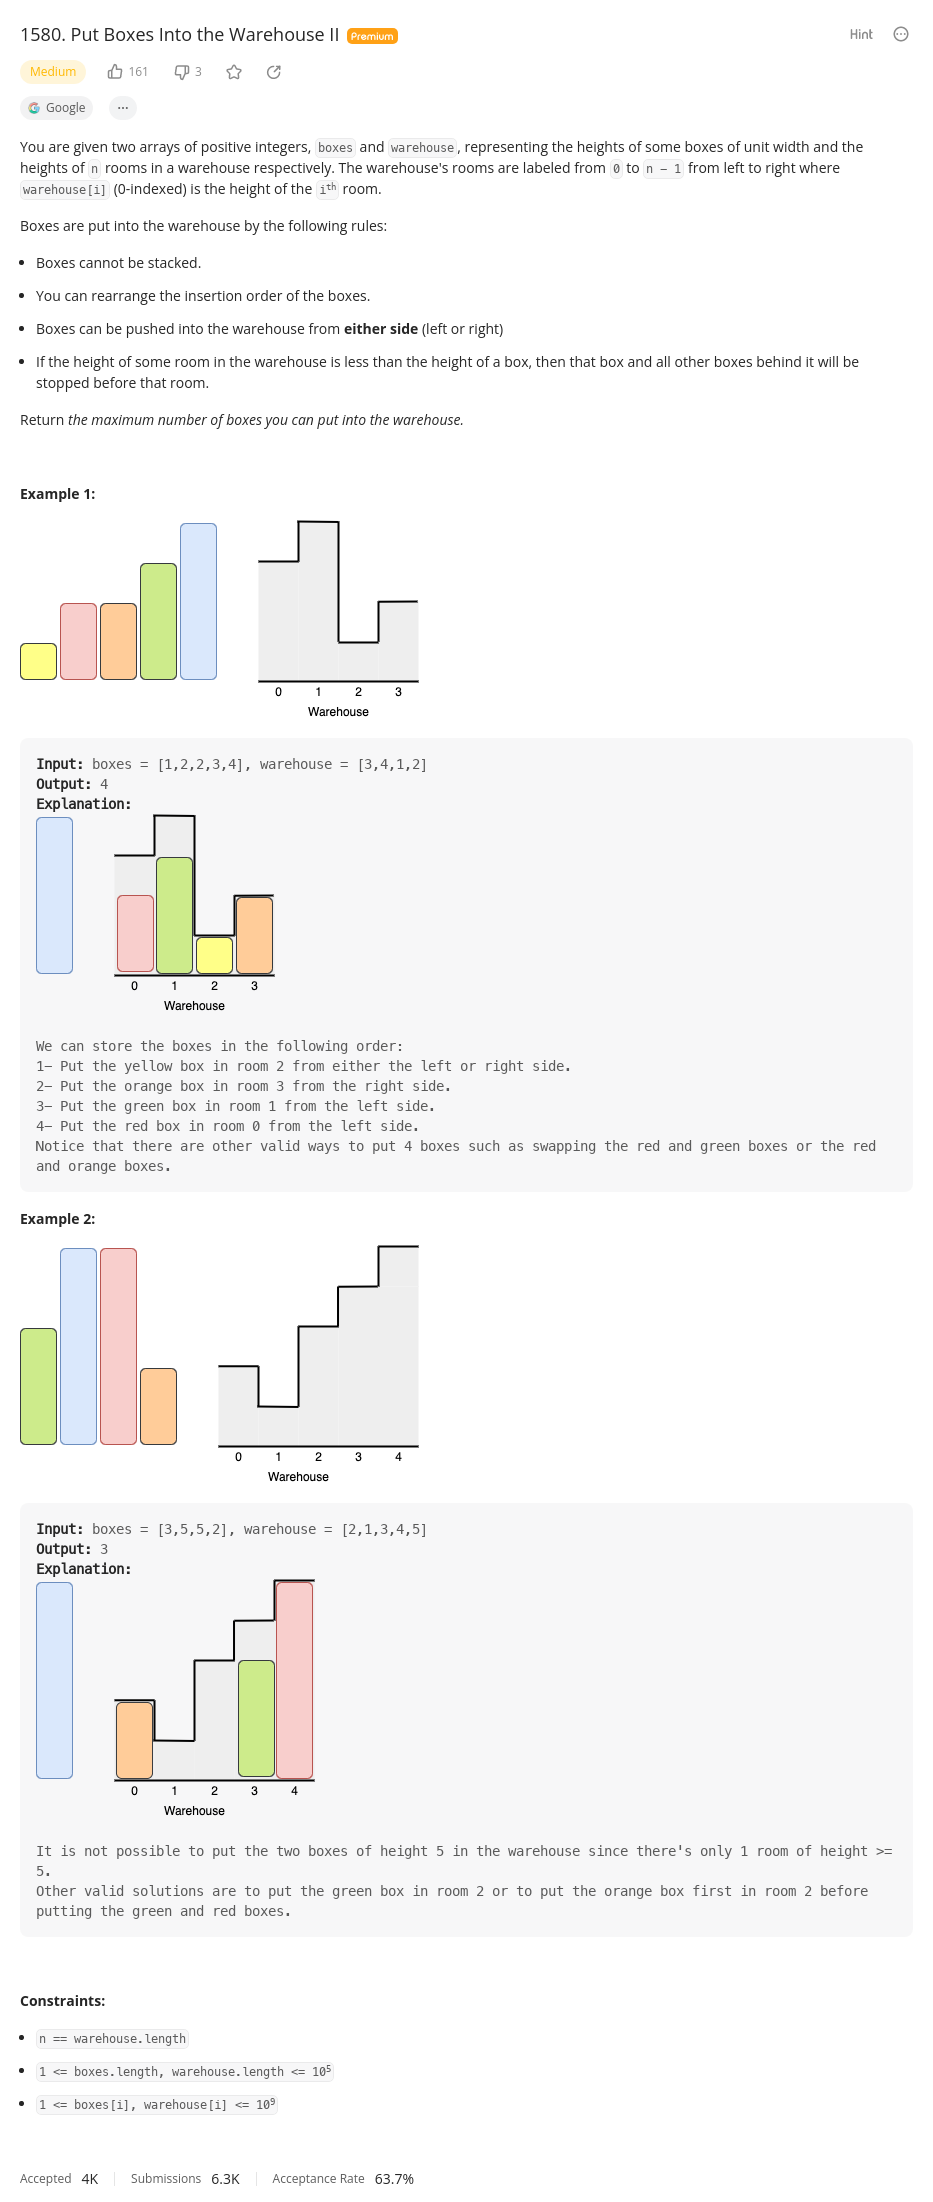 1580. Put Boxes Into the Warehouse II Premium Hint
Medium 161 3
Google ...
You are given two arrays of positive integers, boxes and warehouse, representing the heights of some boxes of unit width and the
heights of n rooms in a warehouse respectively. The warehouse's rooms are labeled from 0 to n - 1 from left to right where
warehouse[i] (0-indexed) is the height of the iᵗʰ room.
Boxes are put into the warehouse by the following rules:
• Boxes cannot be stacked.
• You can rearrange the insertion order of the boxes.
• Boxes can be pushed into the warehouse from either side (left or right)
• If the height of some room in the warehouse is less than the height of a box, then that box and all other boxes behind it will be
stopped before that room.
Return the maximum number of boxes you can put into the warehouse.
Example 1:
0 1 2 3
Warehouse
Input: boxes = [1,2,2,3,4], warehouse = [3,4,1,2]
Output: 4
Explanation:
0 1 2 3
Warehouse
We can store the boxes in the following order:
1- Put the yellow box in room 2 from either the left or right side.
2- Put the orange box in room 3 from the right side.
3- Put the green box in room 1 from the left side.
4- Put the red box in room 0 from the left side.
Notice that there are other valid ways to put 4 boxes such as swapping the red and green boxes or the red
and orange boxes.
Example 2:
0 1 2 3 4
Warehouse
Input: boxes = [3,5,5,2], warehouse = [2,1,3,4,5]
Output: 3
Explanation:
0 1 2 3 4
Warehouse
It is not possible to put the two boxes of height 5 in the warehouse since there's only 1 room of height >=
5.
Other valid solutions are to put the green box in room 2 or to put the orange box first in room 2 before
putting the green and red boxes.
Constraints:
• n == warehouse.length
• 1 <= boxes.length, warehouse.length <= 10⁵
• 1 <= boxes[i], warehouse[i] <= 10⁹
Accepted 4K Submissions 6.3K Acceptance Rate 63.7%